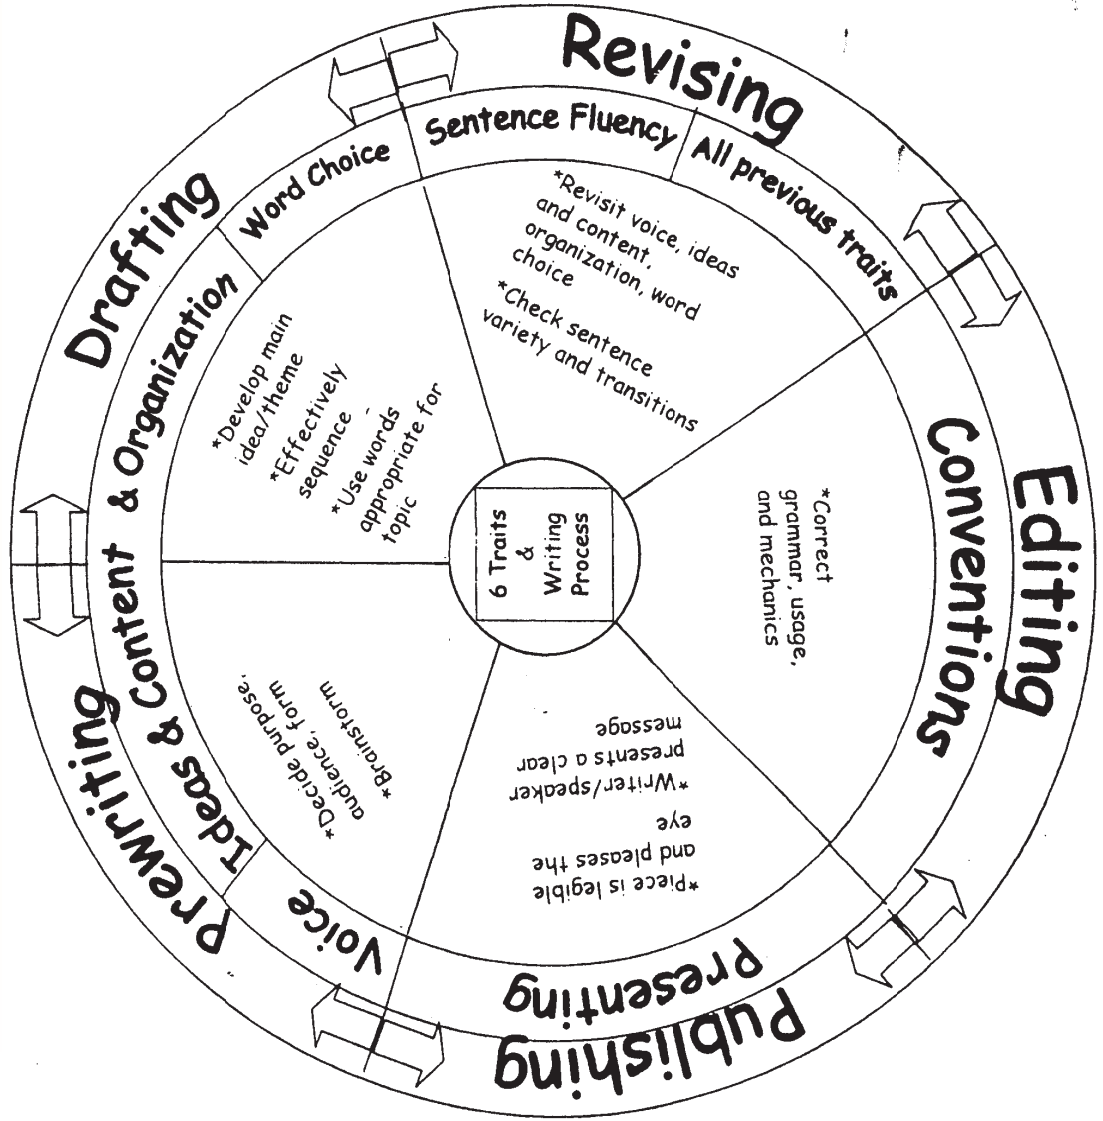 6 Traits
&
Writing
Process
Prewriting
Voice
Ideas & Content & Organization
*Decide purpose,
audience, form
*Brainstorm
Drafting
Word Choice
*Develop main
idea/theme
*Effectively
sequence
*Use words
appropriate for
topic
Revising
Sentence Fluency
All previous traits
*Revisit voice, ideas
and content,
organization, word
choice
*Check sentence
variety and transitions
Editing
Conventions
*Correct
grammar, usage,
and mechanics
Publishing
Presenting
*Piece is legible
and pleases the
eye
*Writer/speaker
presents a clear
message